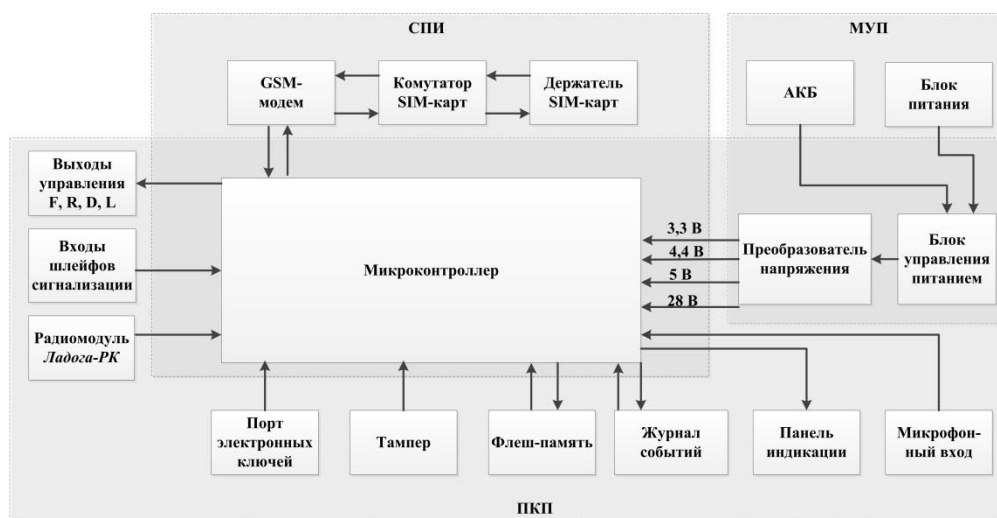 СПИ
МУП
GSM-
модем
Комутатор
SIM-карт
Держатель
SIM-карт
АКБ
Блок
питания
Выходы
управления
F, R, D, L
Входы
шлейфов
сигнализации
Радиомодуль
Ладога-РК
Микроконтроллер
3,3 В
4,4 В
5 В
28 В
Преобразователь
напряжения
Блок
управления
питанием
Порт
электронных
ключей
Тампер
Флеш-память
Журнал
событий
Панель
индикации
Микрофон-
ный вход
ПКП